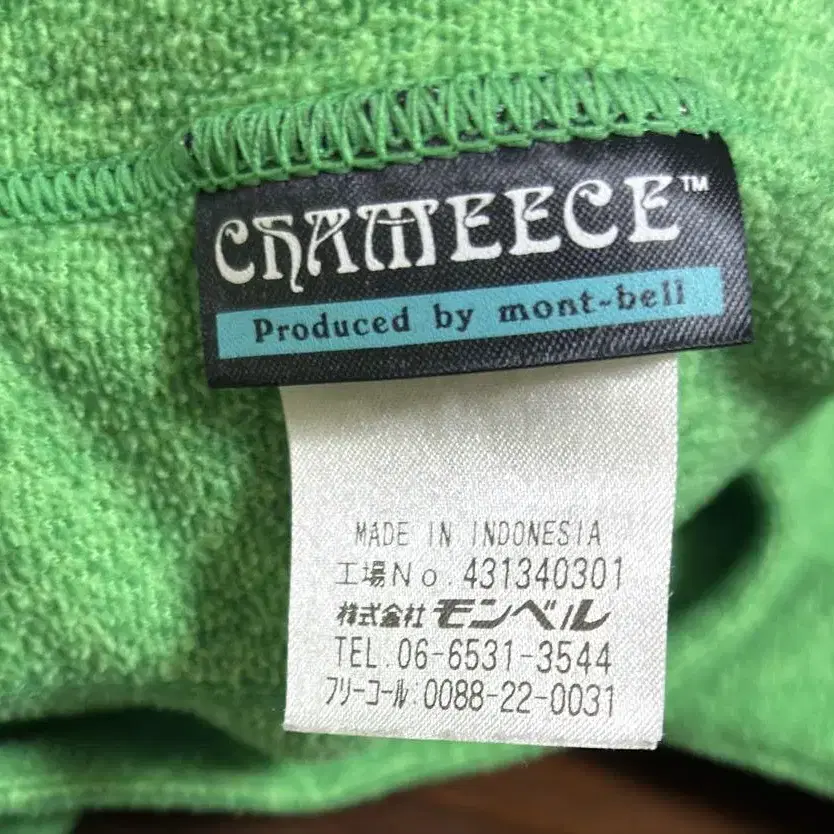 CHAMEECE™
Produced by mont-bell
MADE IN INDONESIA
工場No.431340301
株式会社モンベル
TEL.06-6531-3544
フリーコール:0088-22-0031